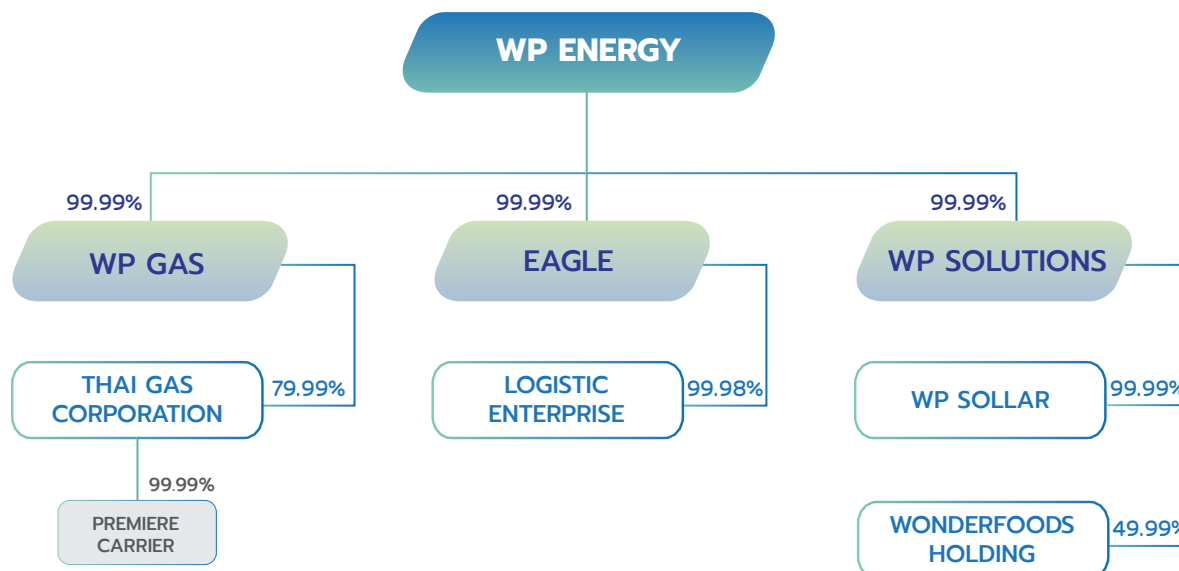 WP ENERGY
99.99%
99.99%
99.99%
WP GAS
EAGLE
WP SOLUTIONS
THAI GAS
CORPORATION
79.99%
LOGISTIC
ENTERPRISE
99.98%
WP SOLLAR
99.99%
99.99%
PREMIERE
CARRIER
WONDERFOODS
HOLDING
49.99%